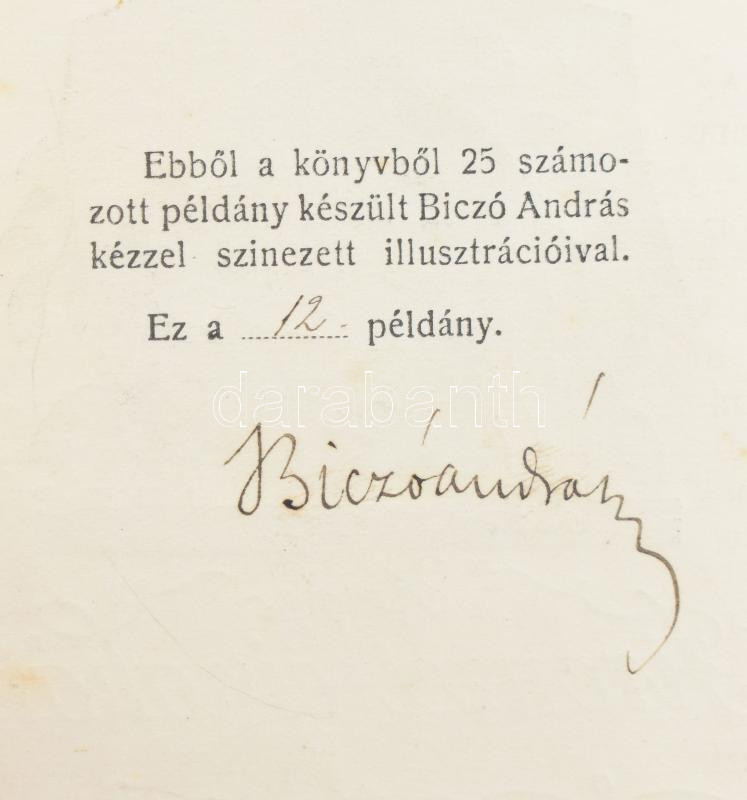 Ebből a könyvből 25 számo-
zott példány készült Biczó András
kézzel szinezett illusztrációival.
Ez a 12. példány.
darabanth
Biczó András